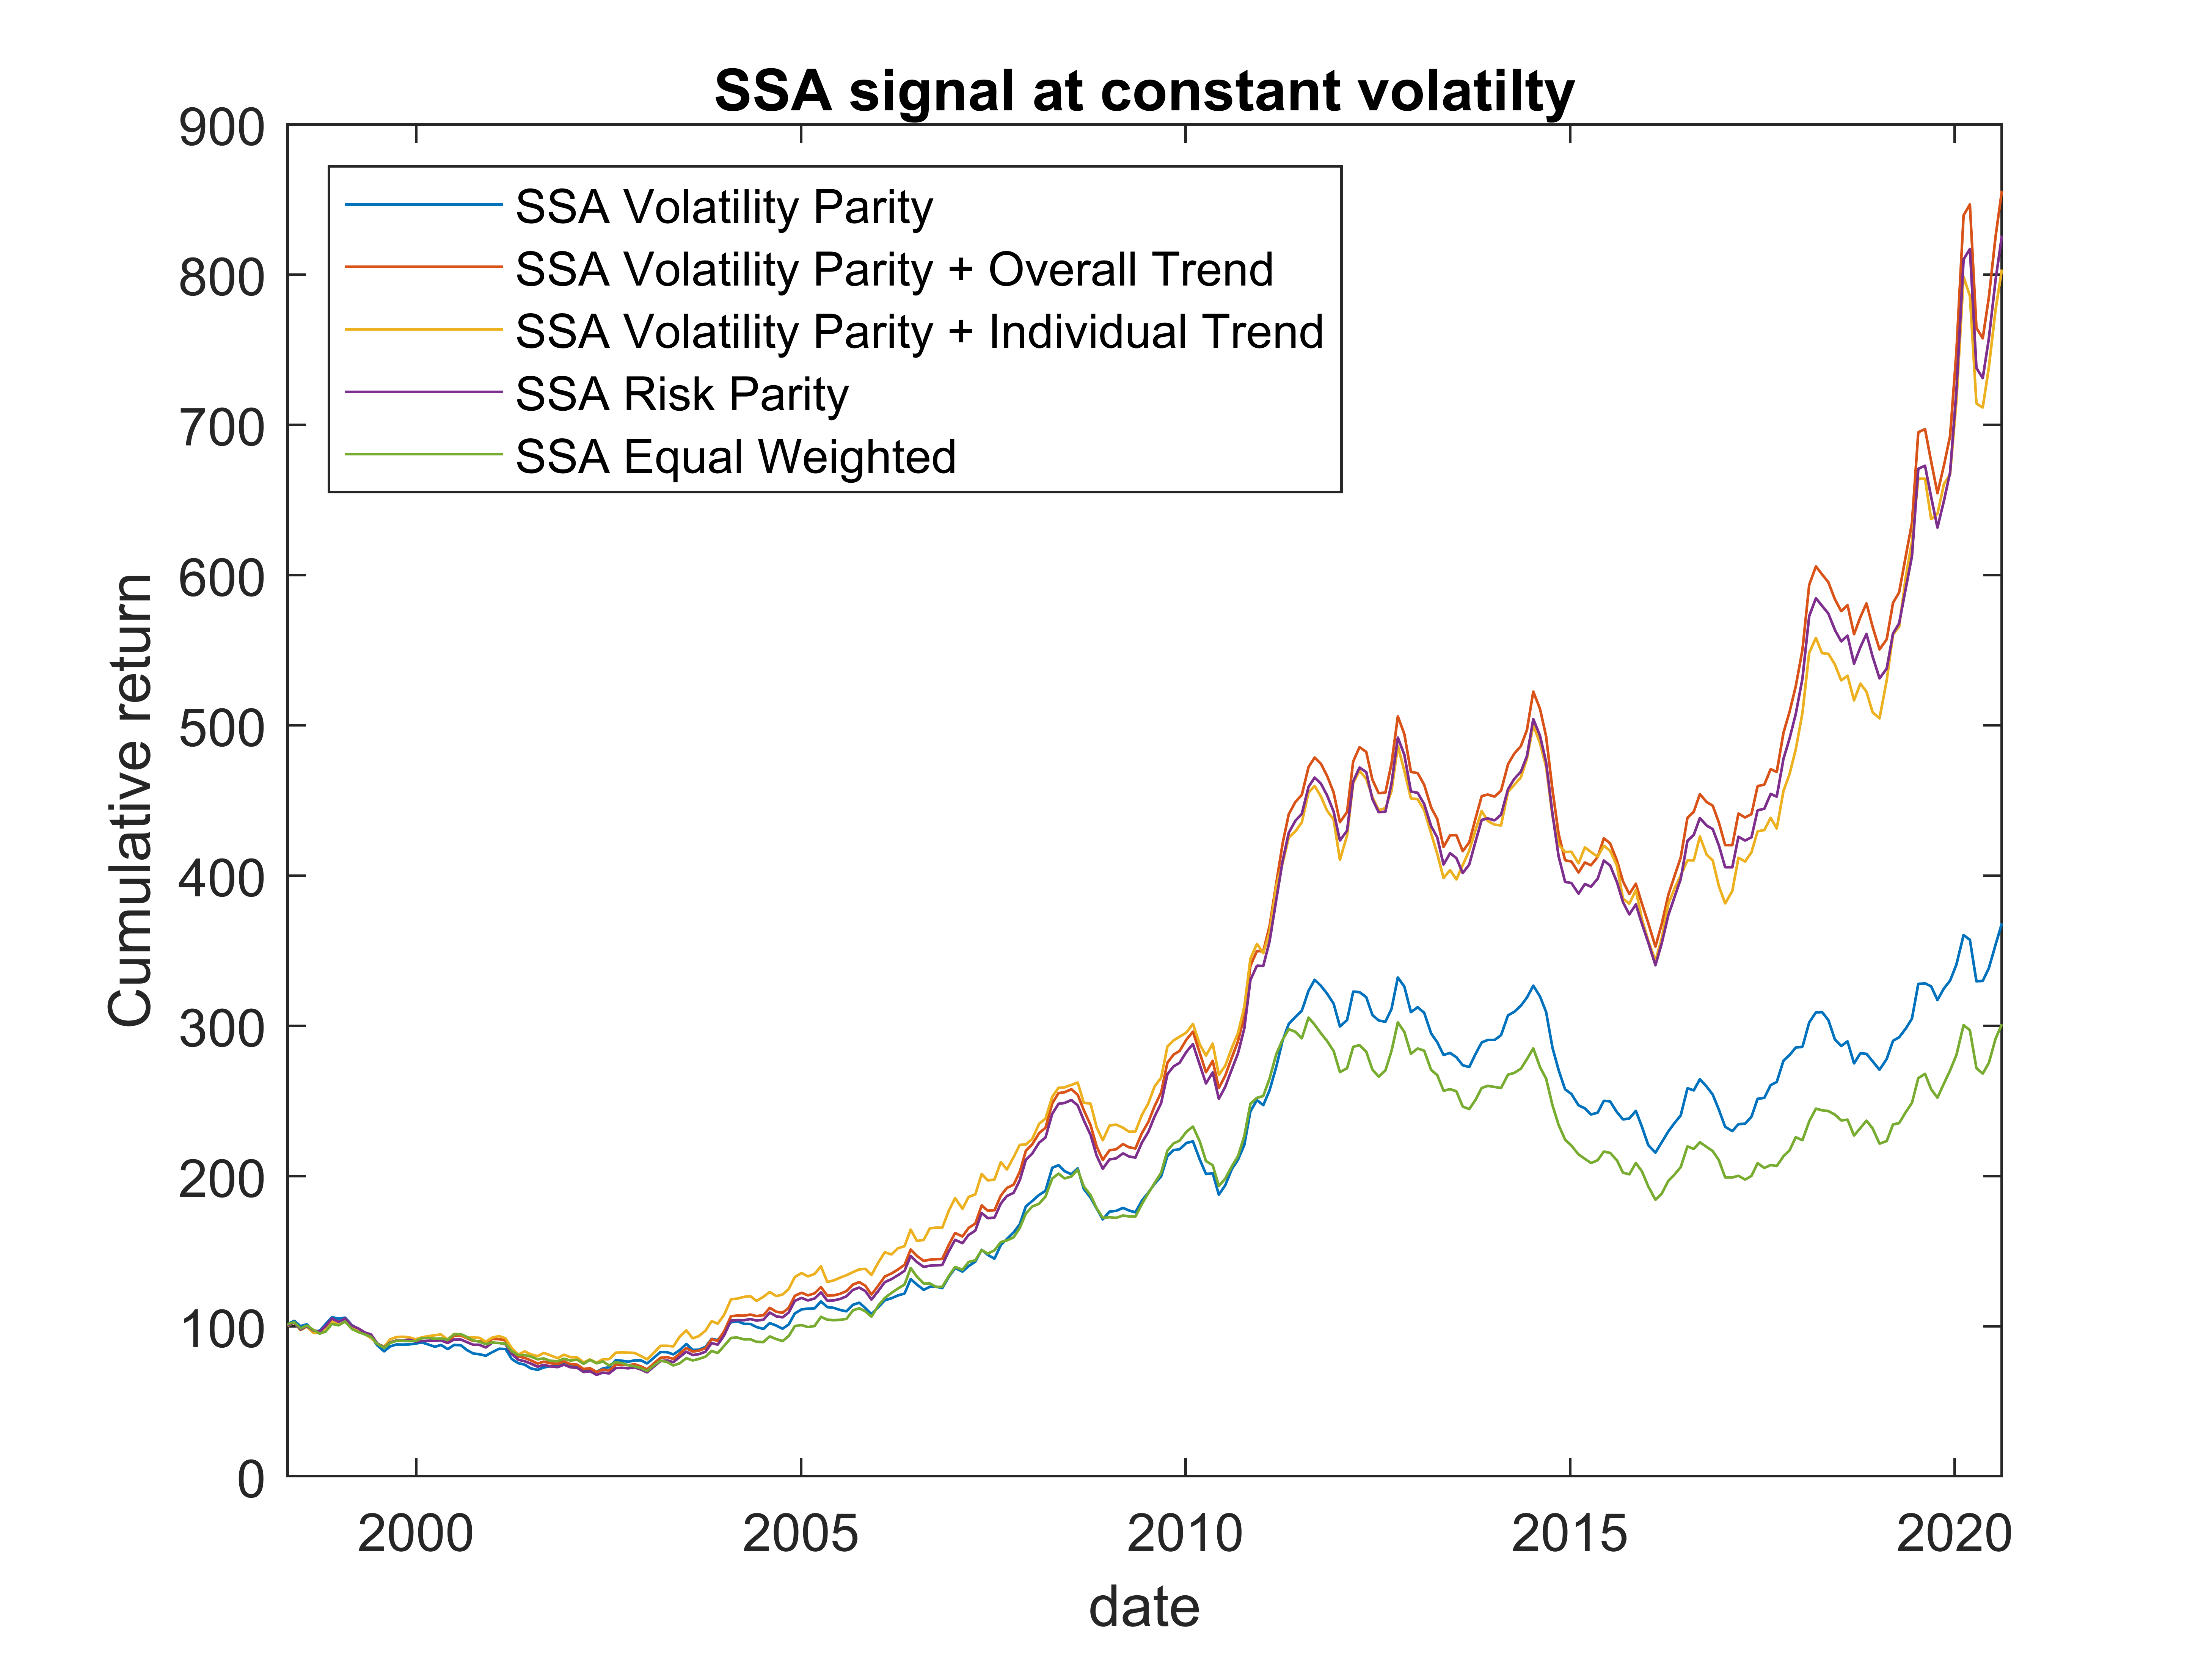 SSA signal at constant volatilty
900
800
700
600
500
400
300
200
100
0
Cumulative return
SSA Volatility Parity
SSA Volatility Parity + Overall Trend
SSA Volatility Parity + Individual Trend
SSA Risk Parity
SSA Equal Weighted
2000 2005 2010 2015 2020
date